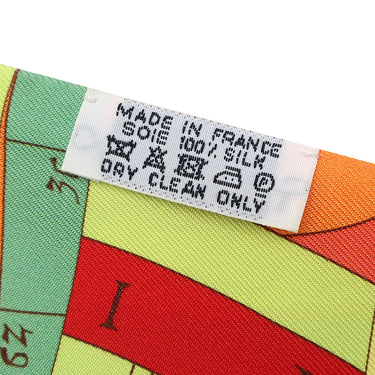 MADE IN FRANCE
SOIE 100% SILK
DRY CLEAN ONLY
I